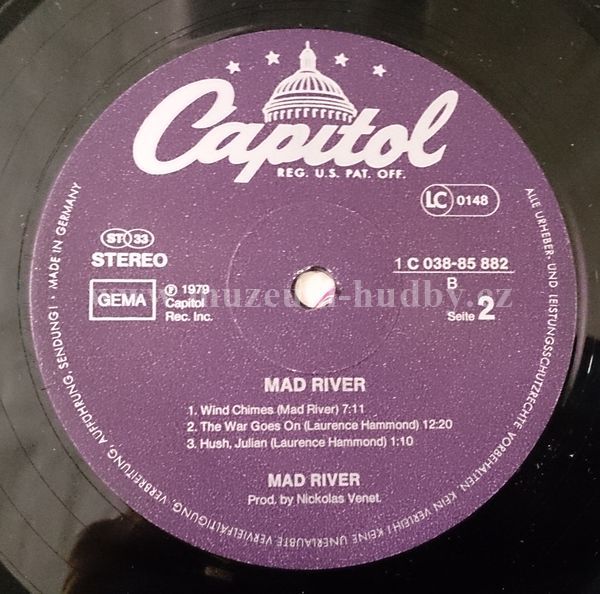 Capitol
REG. U.S. PAT. OFF.
LC 0148
ST 33
STEREO
1 C 038-85 882
GEMA
℗ 1979
Capitol
Rec. Inc.
B
Seite 2
www.muzeum-hudby.cz
MAD RIVER
1. Wind Chimes (Mad River) 7:11
2. The War Goes On (Laurence Hammond) 12:20
3. Hush, Julian (Laurence Hammond) 1:10
MAD RIVER
Prod. by Nickolas Venet.
ALLE URHEBER- UND LEISTUNGSSCHUTZRECHTE VORBEHALTEN, KEIN VERLEIH! KEINE UNERLAUBTE VERVIELFÄLTIGUNG, VERBREITUNG, AUFFÜHRUNG, SENDUNG! • MADE IN GERMANY